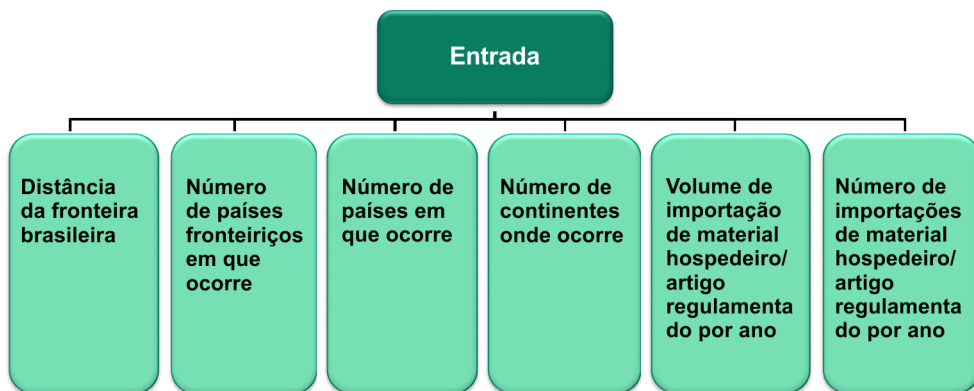 Entrada
Distância
da fronteira
brasileira
Número
de países
fronteiriços
em que
ocorre
Número de
países em
que ocorre
Número de
continentes
onde ocorre
Volume de
importação
de material
hospedeiro/
artigo
regulamenta
do por ano
Número de
importações
de material
hospedeiro/
artigo
regulamenta
do por ano